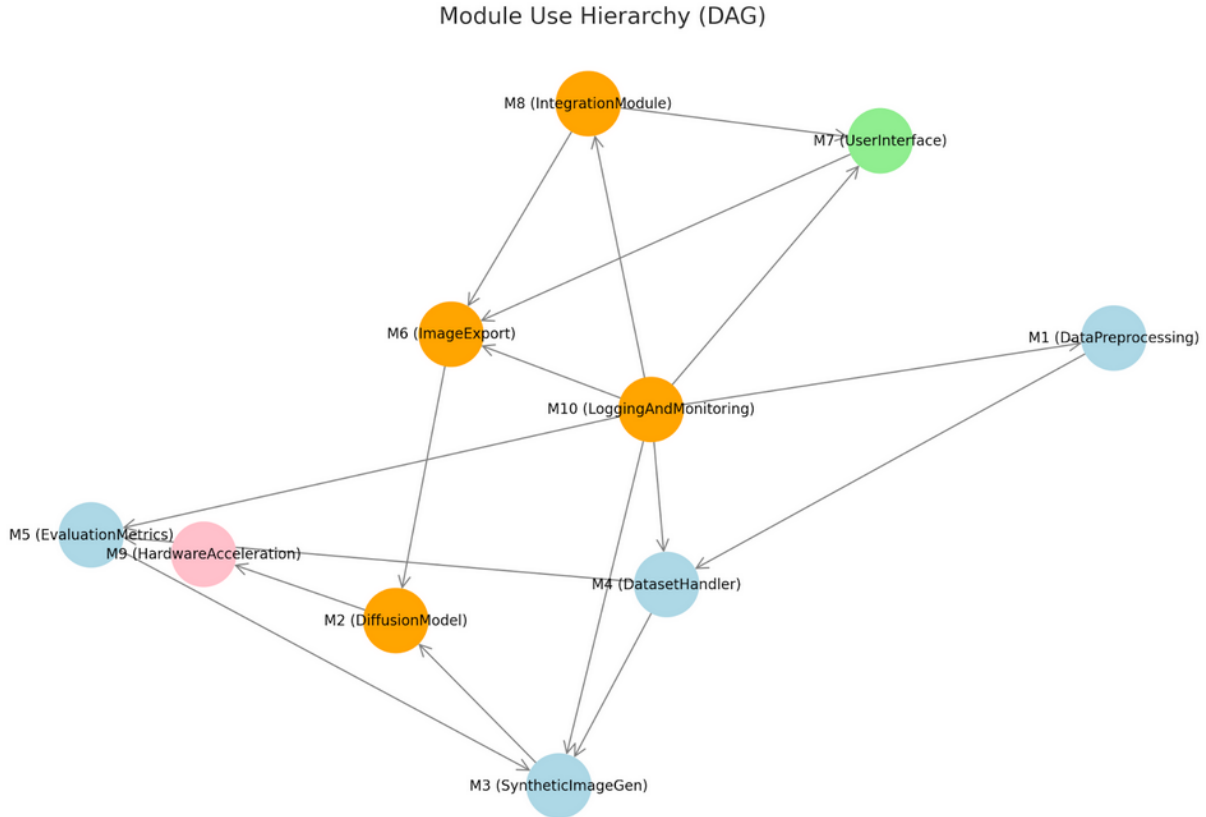 Module Use Hierarchy (DAG)
M8 (IntegrationModule)
M7 (UserInterface)
M6 (ImageExport)
M1 (DataPreprocessing)
M10 (LoggingAndMonitoring)
M5 (EvaluationMetrics)
M9 (HardwareAcceleration)
M4 (DatasetHandler)
M2 (DiffusionModel)
M3 (SyntheticImageGen)